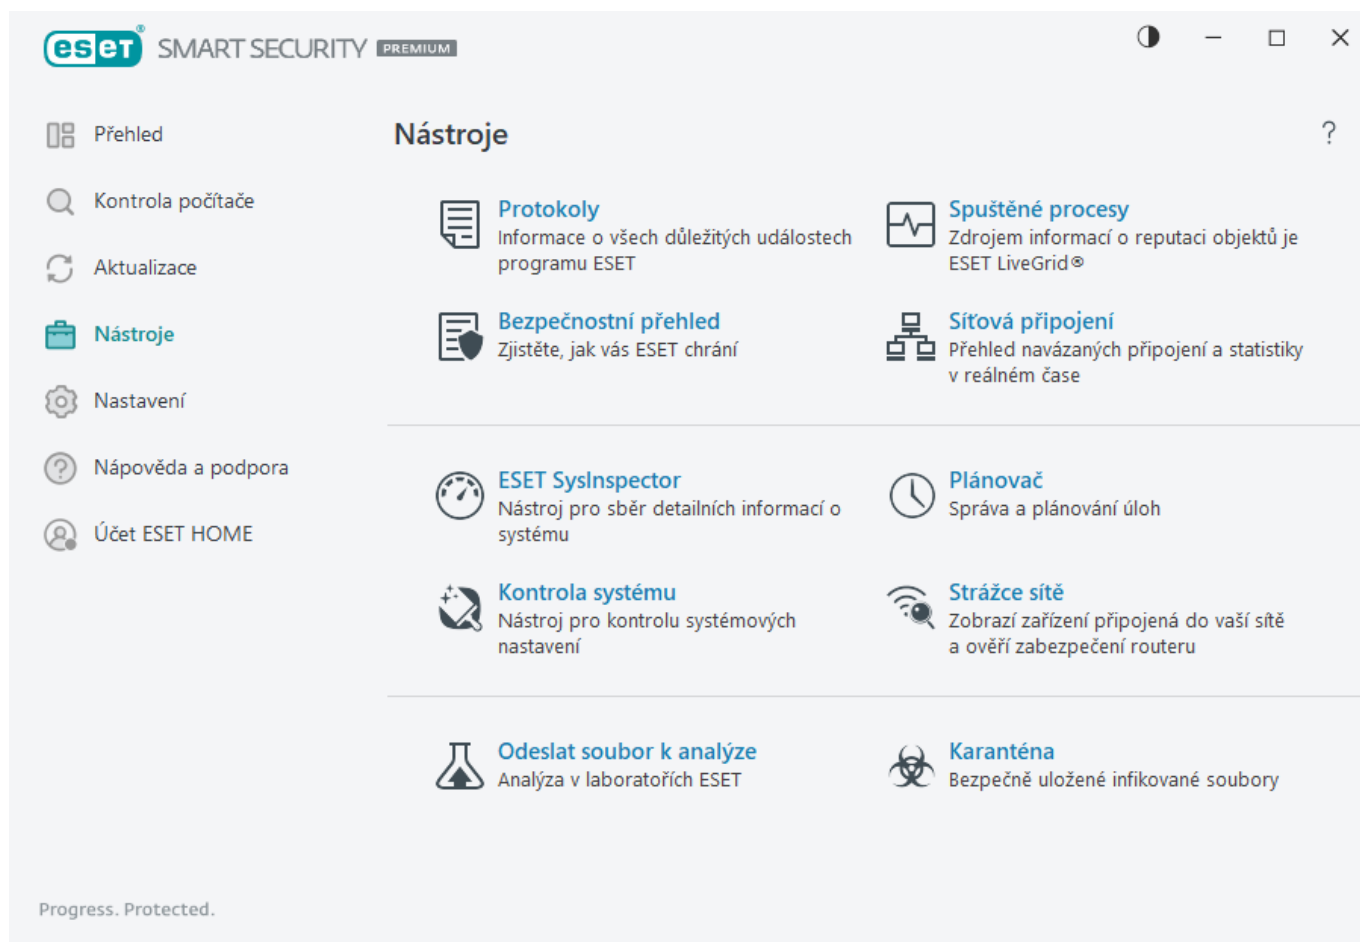 eset® SMART SECURITY PREMIUM
Přehled
Kontrola počítače
Aktualizace
Nástroje
Nastavení
Nápověda a podpora
Účet ESET HOME
Nástroje
?
Protokoly
Informace o všech důležitých událostech
programu ESET
Spuštěné procesy
Zdrojem informací o reputaci objektů je
ESET LiveGrid®
Bezpečnostní přehled
Zjistěte, jak vás ESET chrání
Síťová připojení
Přehled navázaných připojení a statistiky
v reálném čase
ESET SysInspector
Nástroj pro sběr detailních informací o
systému
Plánovač
Správa a plánování úloh
Kontrola systému
Nástroj pro kontrolu systémových
nastavení
Strážce sítě
Zobrazí zařízení připojená do vaší sítě
a ověří zabezpečení routeru
Odeslat soubor k analýze
Analýza v laboratořích ESET
Karanténa
Bezpečně uložené infikované soubory
Progress. Protected.